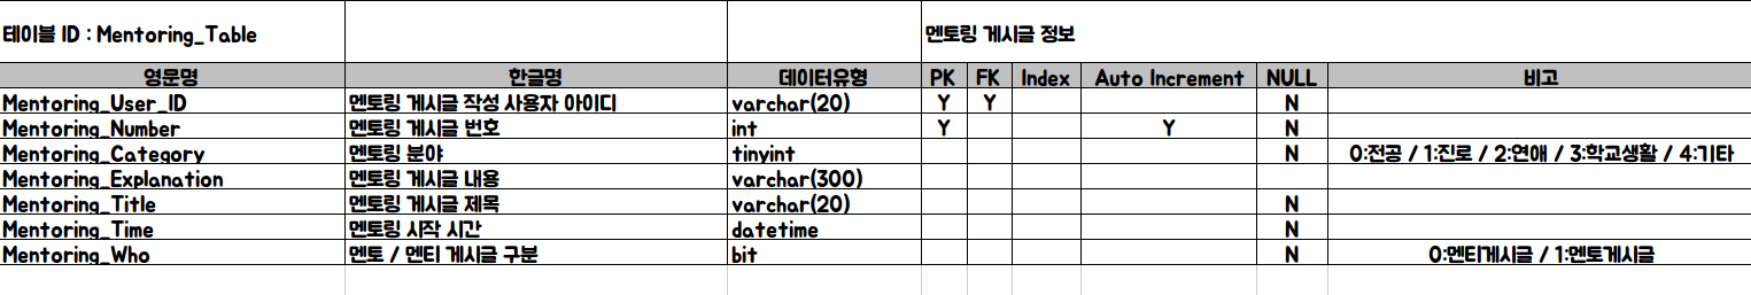 테이블 ID : Mentoring_Table 멘토링 게시글 정보
영문명 한글명 데이터유형 PK FK Index Auto Increment NULL 비고
Mentoring_User_ID 멘토링 게시글 작성 사용자 아이디 varchar(20) Y Y N
Mentoring_Number 멘토링 게시글 번호 int Y Y N
Mentoring_Category 멘토링 분야 tinyint N 0:전공 / 1:진로 / 2:연애 / 3:학교생활 / 4:기타
Mentoring_Explanation 멘토링 게시글 내용 varchar(300)
Mentoring_Title 멘토링 게시글 제목 varchar(20) N
Mentoring_Time 멘토링 시작 시간 datetime N
Mentoring_Who 멘토 / 멘티 게시글 구분 bit N 0:멘티게시글 / 1:멘토게시글